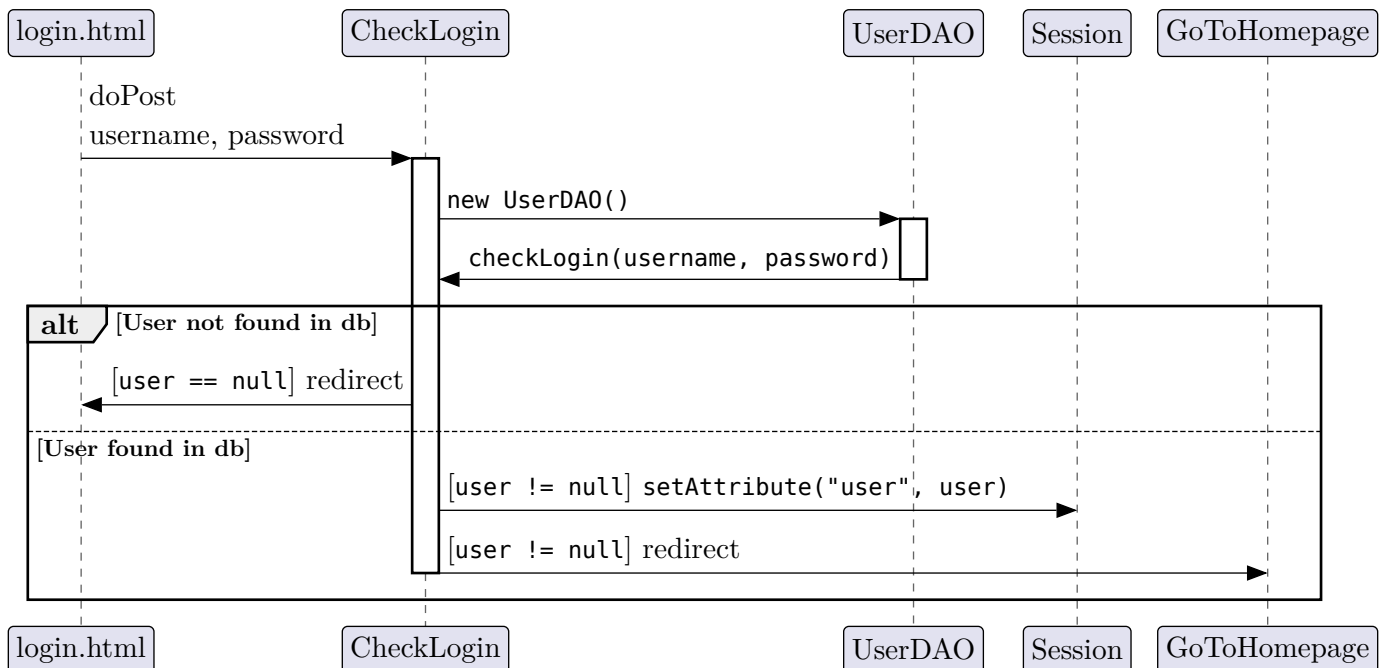 login.html
CheckLogin
UserDAO
Session
GoToHomepage
doPost
username, password
new UserDAO()
checkLogin(username, password)
alt
[User not found in db]
[user == null] redirect
[User found in db]
[user != null] setAttribute("user", user)
[user != null] redirect
login.html
CheckLogin
UserDAO
Session
GoToHomepage